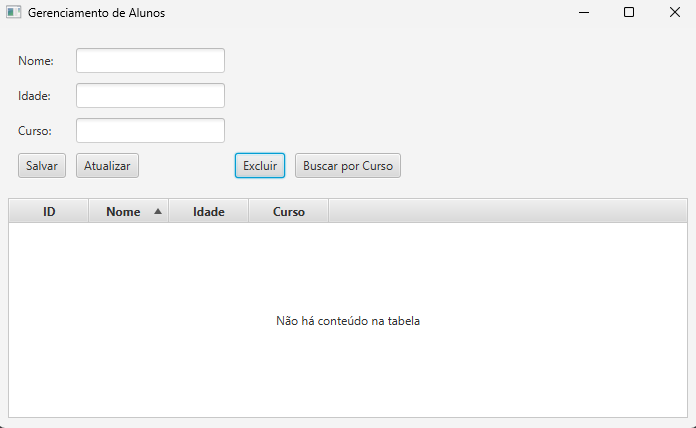 Gerenciamento de Alunos
Nome:
Idade:
Curso:
Salvar Atualizar Excluir Buscar por Curso
ID Nome Idade Curso
Não há conteúdo na tabela